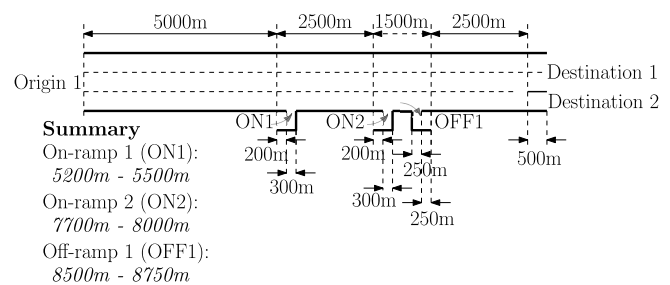 5000m 2500m 1500m 2500m
Origin 1
Destination 1
Destination 2
ON1 ON2 OFF1
200m 200m 250m 500m
300m 300m 250m
Summary
On-ramp 1 (ON1):
5200m - 5500m
On-ramp 2 (ON2):
7700m - 8000m
Off-ramp 1 (OFF1):
8500m - 8750m